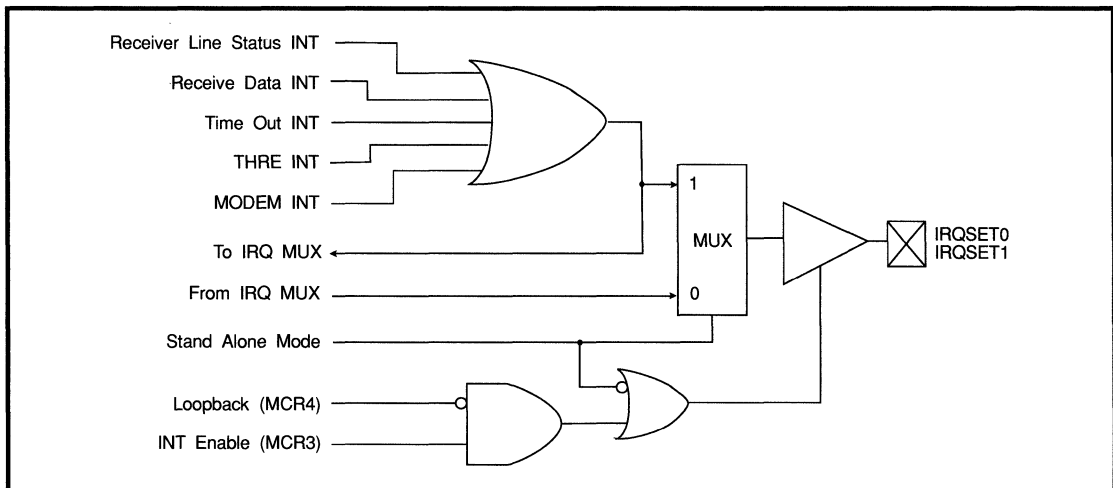 Receiver Line Status INT
Receive Data INT
Time Out INT
THRE INT
MODEM INT
To IRQ MUX
From IRQ MUX
Stand Alone Mode
Loopback (MCR4)
INT Enable (MCR3)
1
MUX
0
IRQSET0
IRQSET1